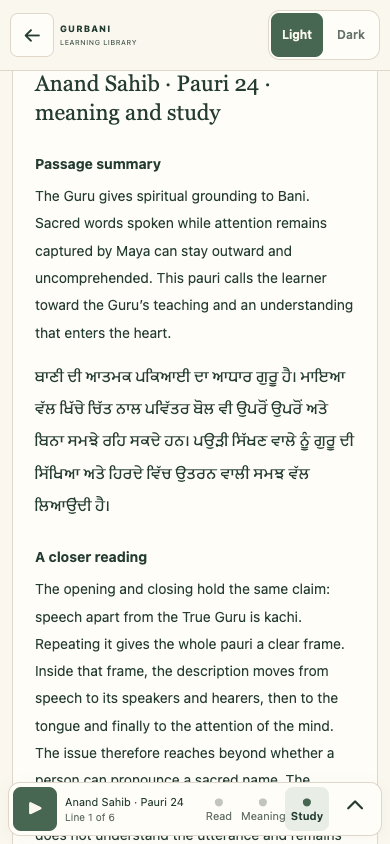 GURBANI
LEARNING LIBRARY
Light
Dark
Anand Sahib · Pauri 24 ·
meaning and study
Passage summary
The Guru gives spiritual grounding to Bani.
Sacred words spoken while attention remains
captured by Maya can stay outward and
uncomprehended. This pauri calls the learner
toward the Guru’s teaching and an understanding
that enters the heart.
ਬਾਣੀ ਦੀ ਆਤਮਕ ਪਕਿਆਈ ਦਾ ਆਧਾਰ ਗੁਰੂ ਹੈ। ਮਾਇਆ
ਵੱਲ ਖਿੱਚੇ ਚਿੱਤ ਨਾਲ ਪਵਿੱਤਰ ਬੋਲ ਵੀ ਉਪਰੋਂ ਉਪਰੋਂ ਅਤੇ
ਬਿਨਾ ਸਮਝੇ ਰਹਿ ਸਕਦੇ ਹਨ। ਪਉੜੀ ਸਿੱਖਣ ਵਾਲੇ ਨੂੰ ਗੁਰੂ ਦੀ
ਸਿੱਖਿਆ ਅਤੇ ਹਿਰਦੇ ਵਿੱਚ ਉਤਰਨ ਵਾਲੀ ਸਮਝ ਵੱਲ
ਲਿਆਉਂਦੀ ਹੈ।
A closer reading
The opening and closing hold the same claim:
speech apart from the True Guru is kachi.
Repeating it gives the whole pauri a clear frame.
Inside that frame, the description moves from
speech to its speakers and hearers, then to the
tongue and finally to the attention of the mind.
The issue therefore reaches beyond whether a
person can pronounce a sacred name. The
Anand Sahib · Pauri 24
Line 1 of 6
Read
Meaning
Study
does not understand the utterance and remains